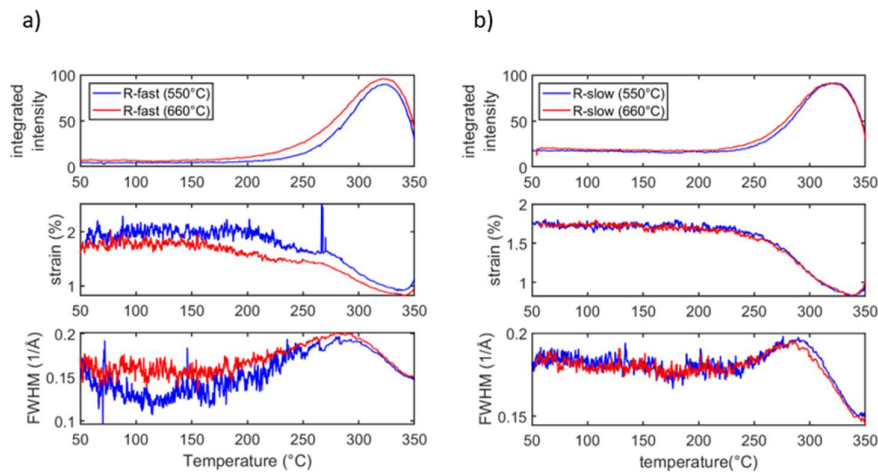 a)
b)
integrated
intensity
100
50
0
R-fast (550°C)
R-fast (660°C)
50 100 150 200 250 300 350
strain (%)
2
1
50 100 150 200 250 300 350
FWHM (1/Å)
0.2
0.15
0.1
50 100 150 200 250 300 350
Temperature (°C)
integrated
intensity
100
50
0
R-slow (550°C)
R-slow (660°C)
50 100 150 200 250 300 350
strain (%)
2
1.5
1
50 100 150 200 250 300 350
FWHM (1/Å)
0.2
0.15
50 100 150 200 250 300 350
temperature(°C)